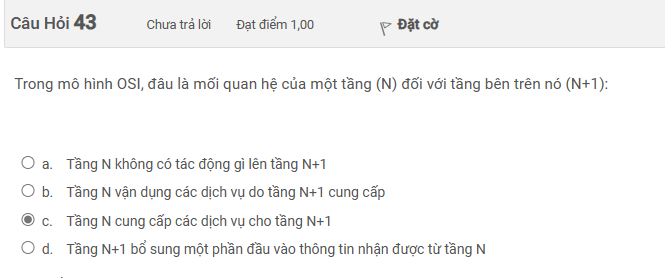 Câu Hỏi 43 Chưa trả lời Đạt điểm 1,00 Đặt cờ
Trong mô hình OSI, đâu là mối quan hệ của một tầng (N) đối với tầng bên trên nó (N+1):
a. Tầng N không có tác động gì lên tầng N+1
b. Tầng N vận dụng các dịch vụ do tầng N+1 cung cấp
c. Tầng N cung cấp các dịch vụ cho tầng N+1
d. Tầng N+1 bổ sung một phần đầu vào thông tin nhận được từ tầng N